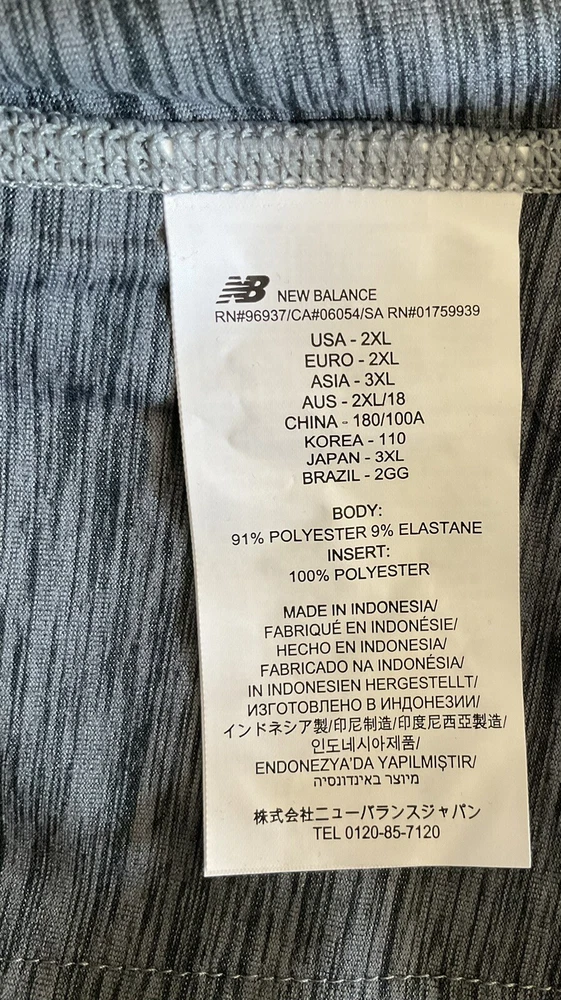 NB NEW BALANCE
RN#96937/CA#06054/SA RN#01759939
USA - 2XL
EURO - 2XL
ASIA - 3XL
AUS - 2XL/18
CHINA - 180/100A
KOREA - 110
JAPAN - 3XL
BRAZIL - 2GG
BODY:
91% POLYESTER 9% ELASTANE
INSERT:
100% POLYESTER
MADE IN INDONESIA/
FABRIQUÉ EN INDONÉSIE/
HECHO EN INDONESIA/
FABRICADO NA INDONÉSIA/
IN INDONESIEN HERGESTELLT/
ИЗГОТОВЛЕНО В ИНДОНЕЗИИ/
インドネシア製/印尼制造/印度尼西亞製造/
인도네시아제품/
ENDONEZYA'DA YAPILMIŞTIR/
מיוצר באינדונסיה
株式会社ニューバランスジャパン
TEL 0120-85-7120